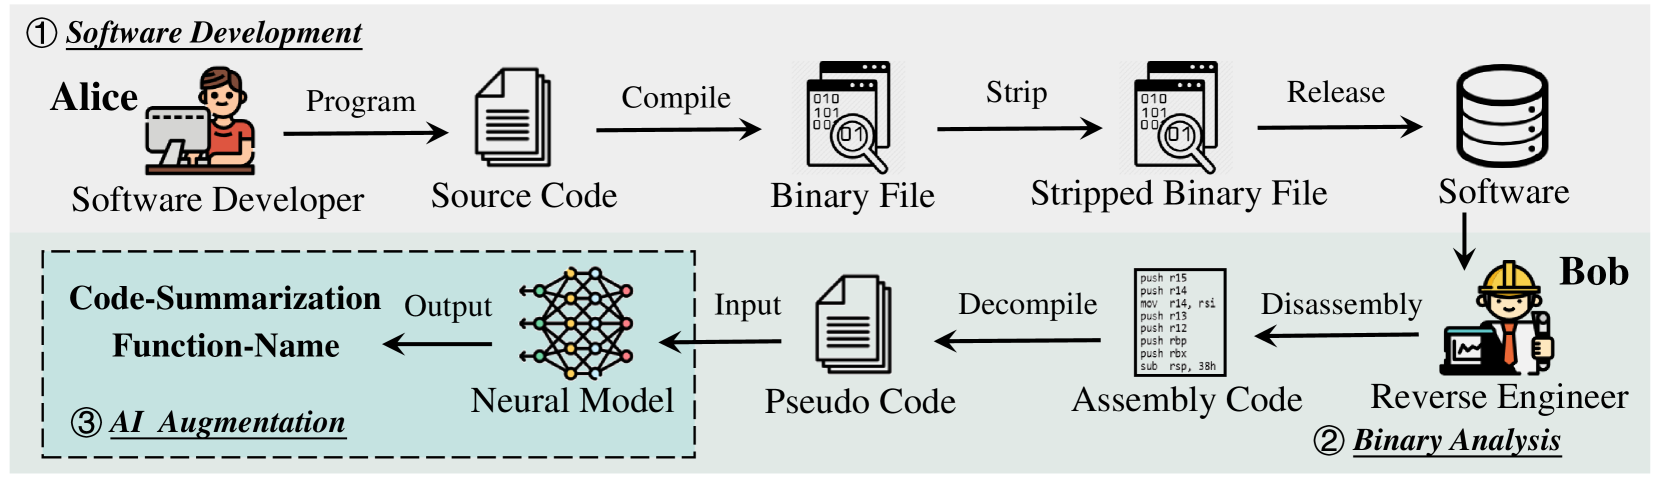 ① Software Development
Alice
Program
Compile
Strip
Release
010
101
00
01
010
101
00
01
Software Developer
Source Code
Binary File
Stripped Binary File
Software
Bob
Disassembly
Reverse Engineer
② Binary Analysis
push r15
push r14
mov r14, rsi
push r13
push r12
push rbp
push rbx
sub rsp, 38h
Assembly Code
Decompile
Pseudo Code
Input
Neural Model
Output
Code-Summarization
Function-Name
③ AI Augmentation